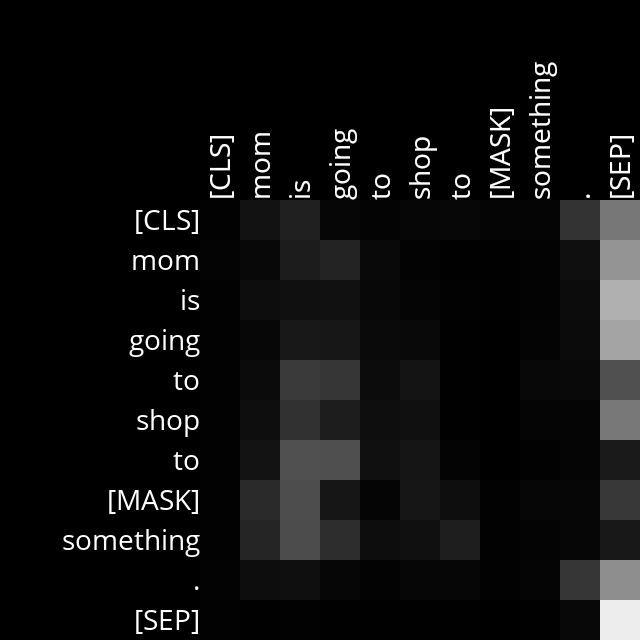 [CLS]
mom
is
going
to
shop
to
[MASK]
something
.
[SEP]
[CLS]
mom
is
going
to
shop
to
[MASK]
something
.
[SEP]